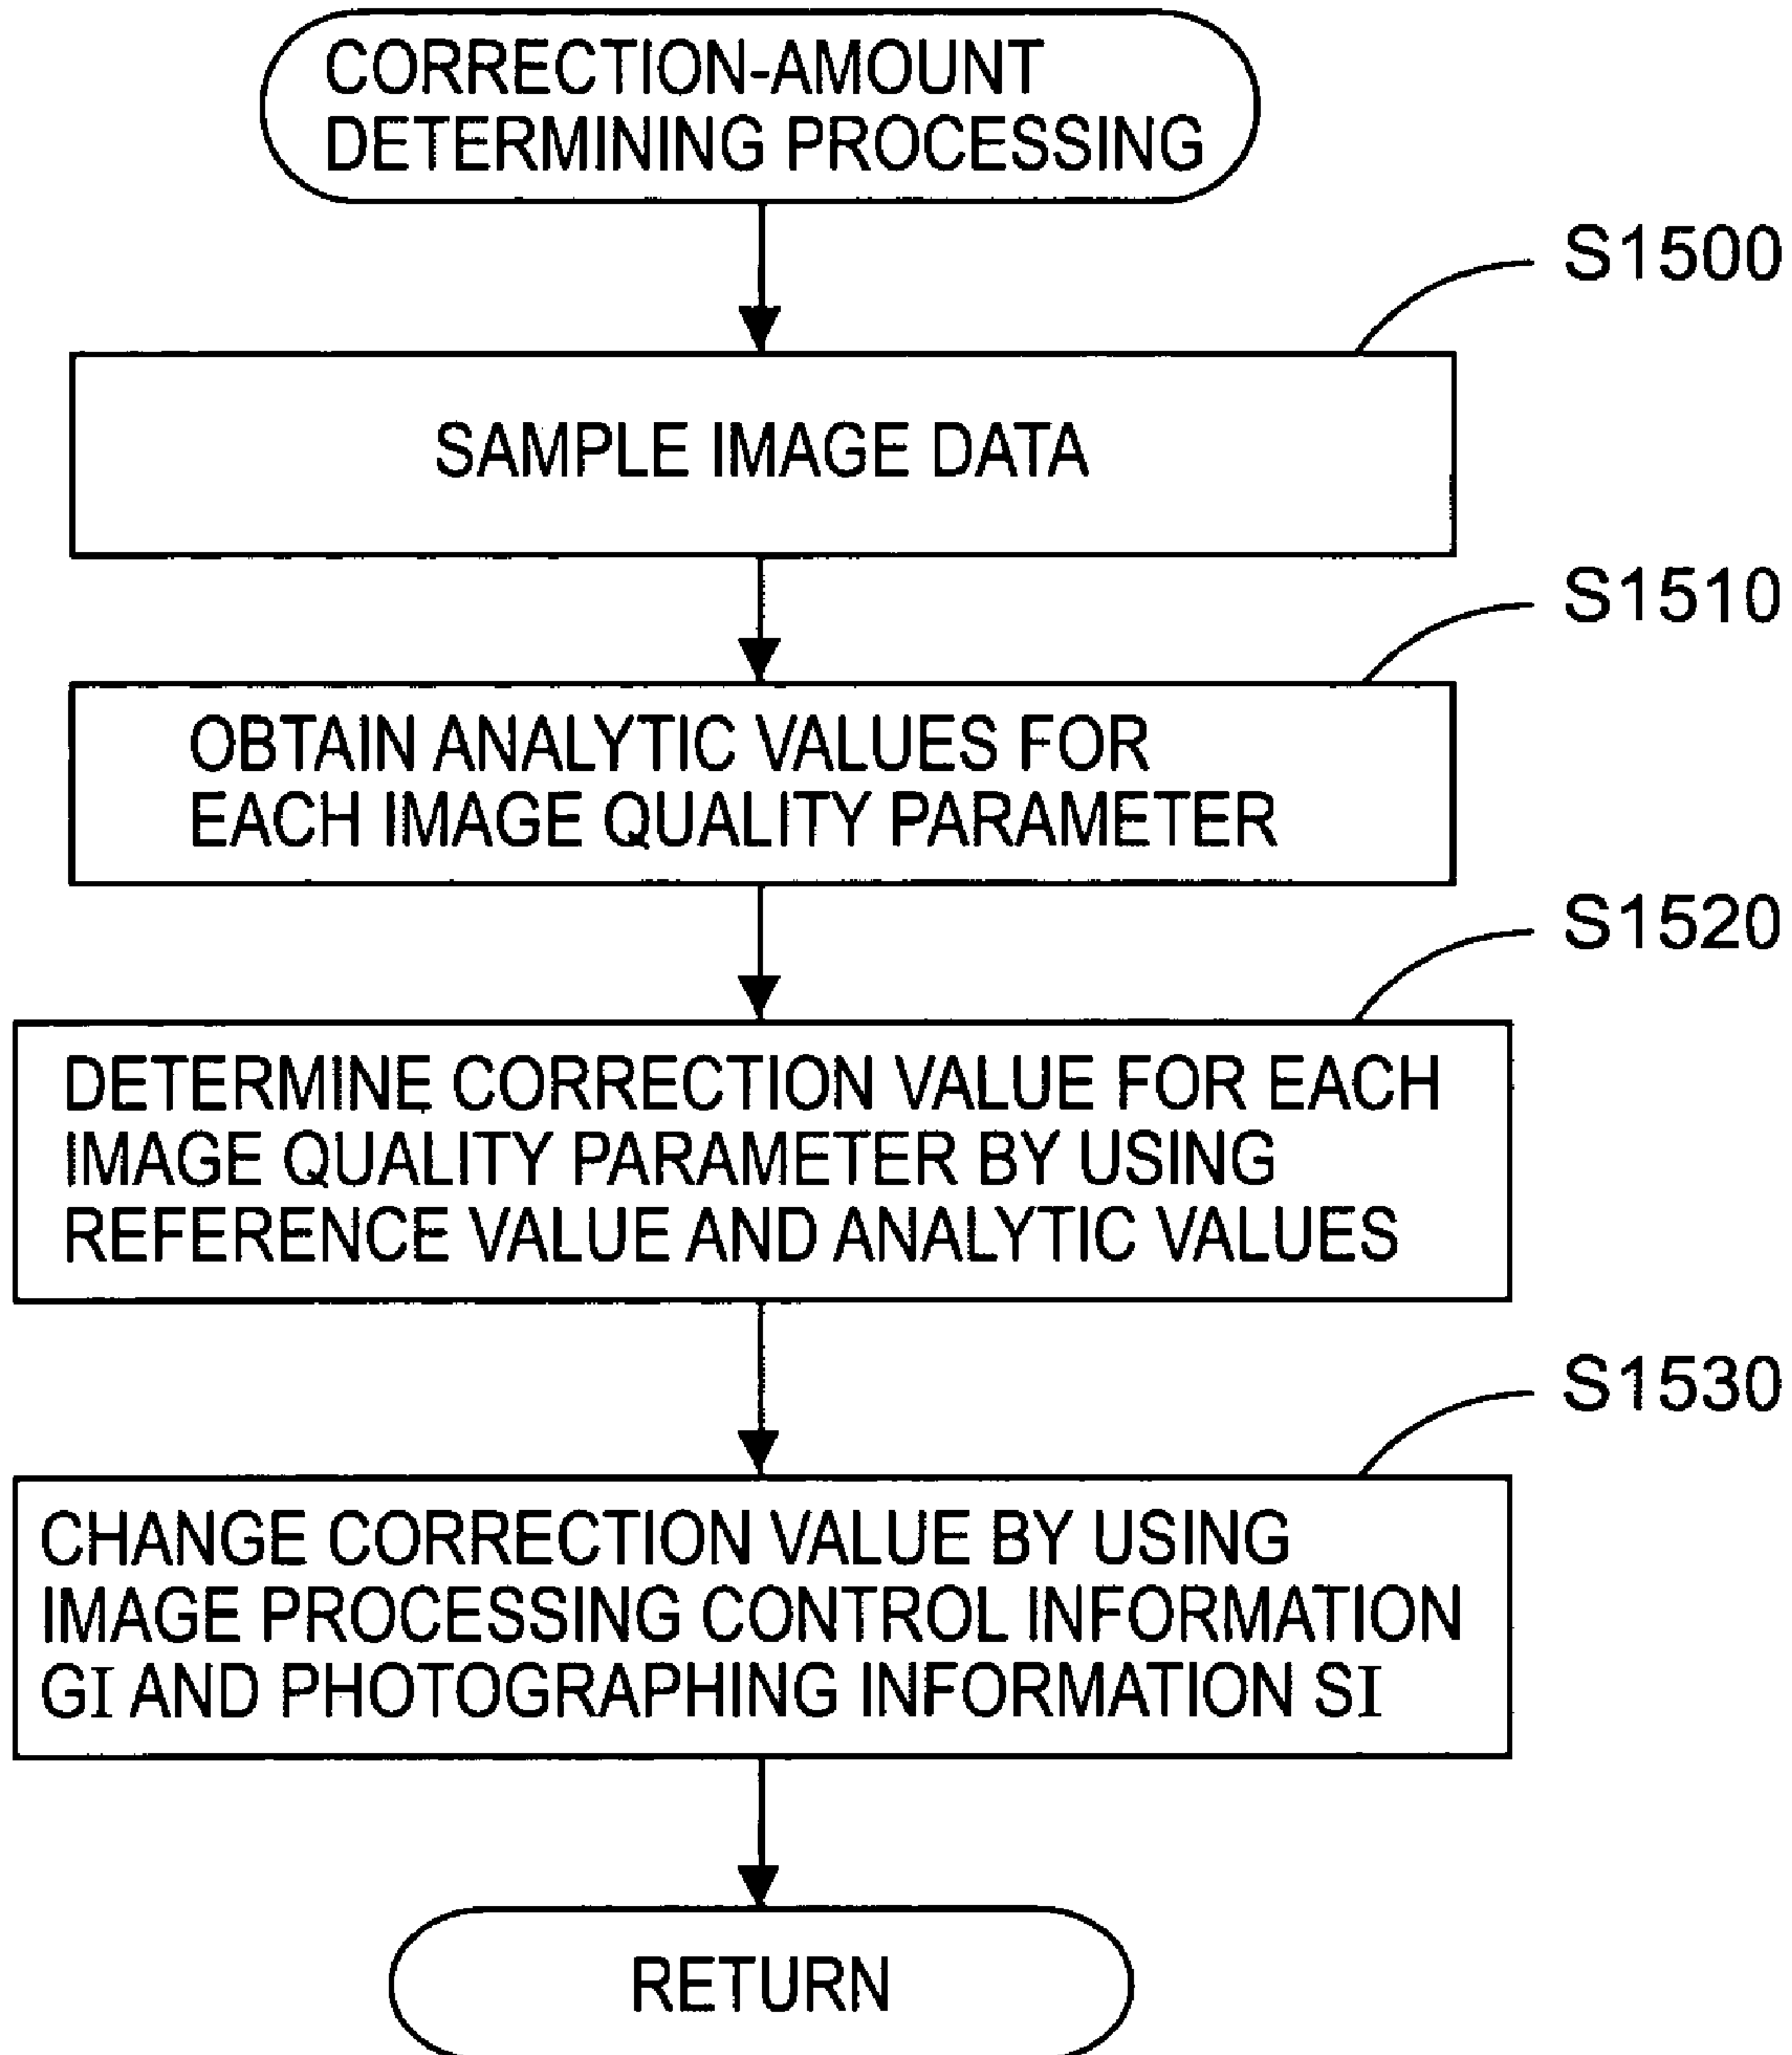 CORRECTION-AMOUNT
DETERMINING PROCESSING
S1500
SAMPLE IMAGE DATA
S1510
OBTAIN ANALYTIC VALUES FOR
EACH IMAGE QUALITY PARAMETER
S1520
DETERMINE CORRECTION VALUE FOR EACH
IMAGE QUALITY PARAMETER BY USING
REFERENCE VALUE AND ANALYTIC VALUES
S1530
CHANGE CORRECTION VALUE BY USING
IMAGE PROCESSING CONTROL INFORMATION
GI AND PHOTOGRAPHING INFORMATION SI
RETURN